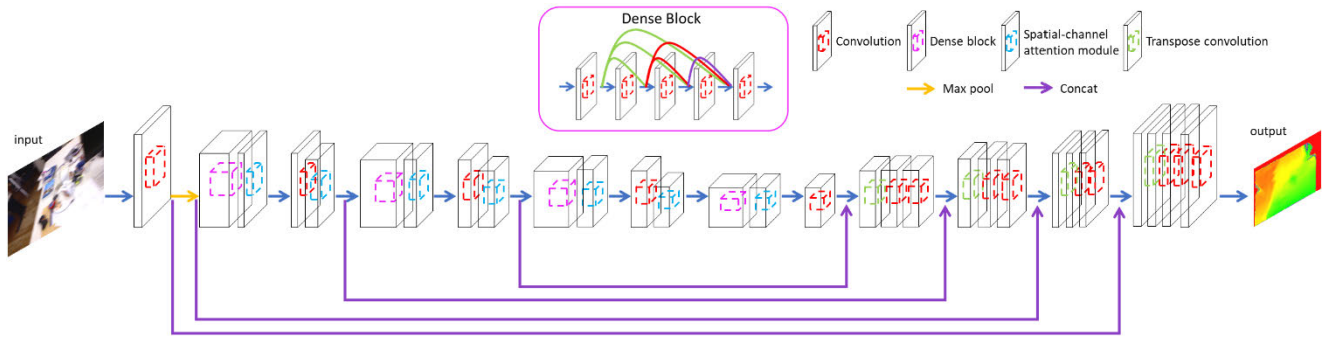 Dense Block
Convolution
Dense block
Spatial-channel
attention module
Transpose convolution
Max pool
Concat
input
output